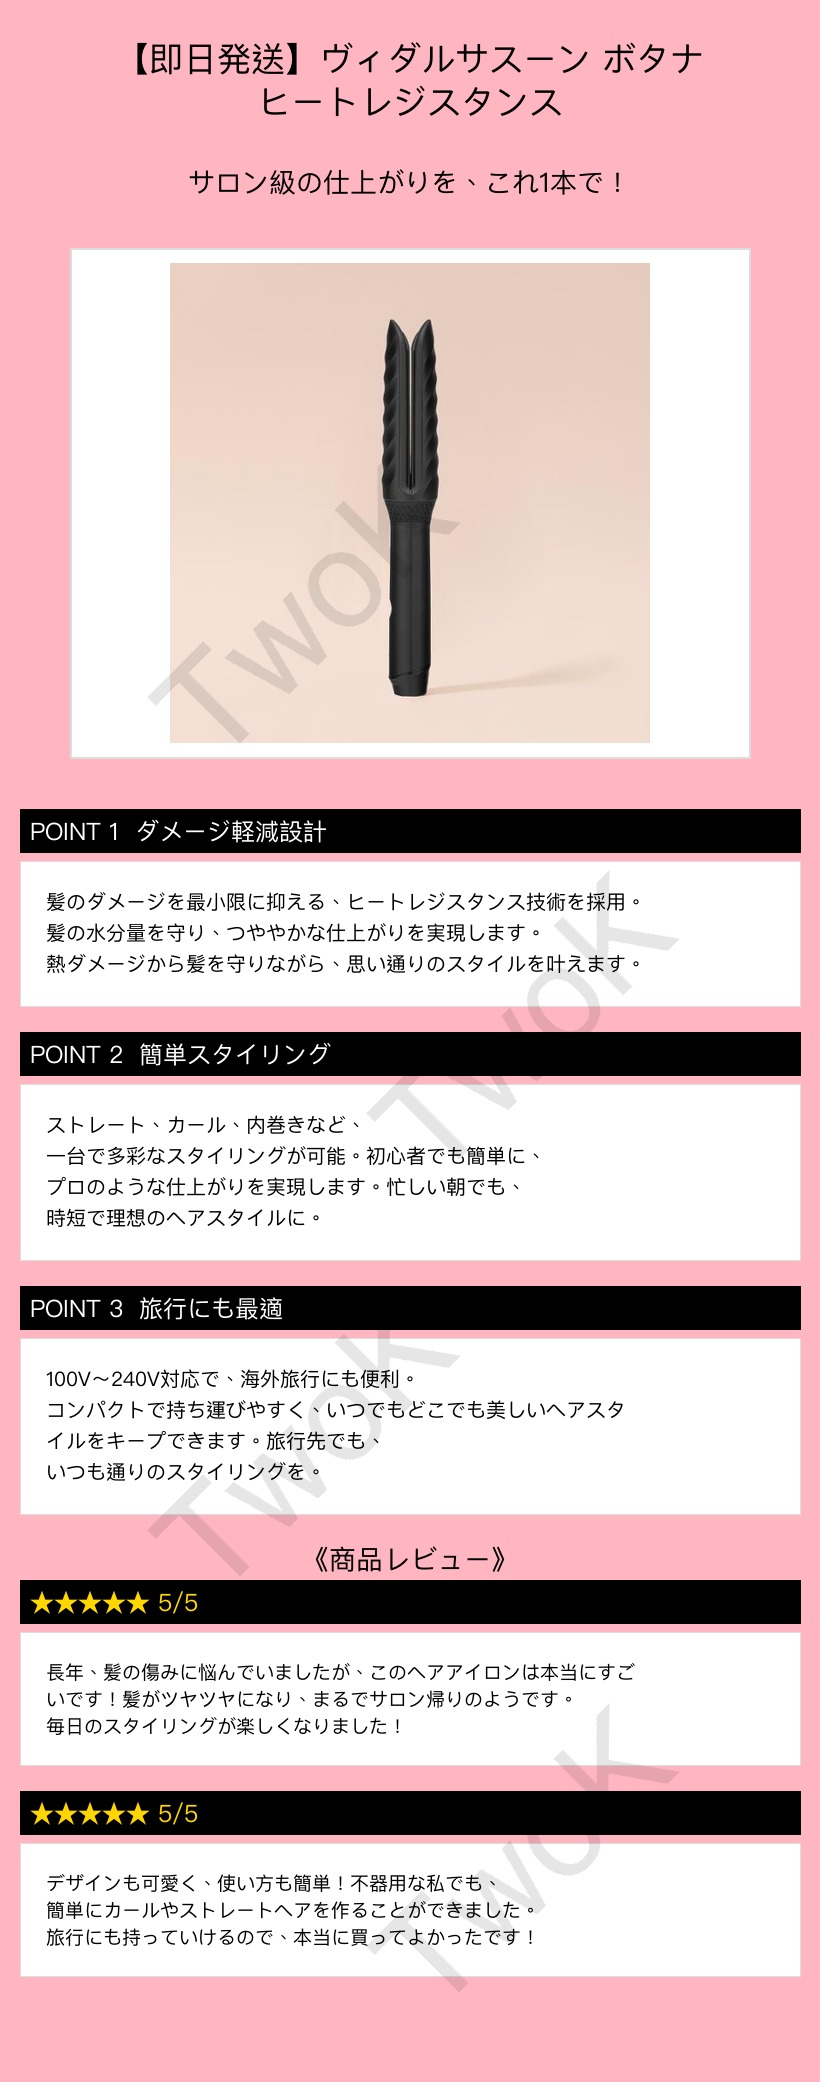 【即日発送】ヴィダルサスーン ボタナ
ヒートレジスタンス
サロン級の仕上がりを、これ1本で！
TwoK
POINT 1 ダメージ軽減設計
髪のダメージを最小限に抑える、ヒートレジスタンス技術を採用。
髪の水分量を守り、つややかな仕上がりを実現します。
熱ダメージから髪を守りながら、思い通りのスタイルを叶えます。
TwoK
POINT 2 簡単スタイリング
ストレート、カール、内巻きなど、
一台で多彩なスタイリングが可能。初心者でも簡単に、
プロのような仕上がりを実現します。忙しい朝でも、
時短で理想のヘアスタイルに。
POINT 3 旅行にも最適
100V〜240V対応で、海外旅行にも便利。
コンパクトで持ち運びやすく、いつでもどこでも美しいヘアスタ
イルをキープできます。旅行先でも、
いつも通りのスタイリングを。
TwoK
《商品レビュー》
★★★★★ 5/5
長年、髪の傷みに悩んでいましたが、このヘアアイロンは本当にすご
いです！髪がツヤツヤになり、まるでサロン帰りのようです。
毎日のスタイリングが楽しくなりました！
★★★★★ 5/5
デザインも可愛く、使い方も簡単！不器用な私でも、
簡単にカールやストレートヘアを作ることができました。
旅行にも持っていけるので、本当に買ってよかったです！
TwoK